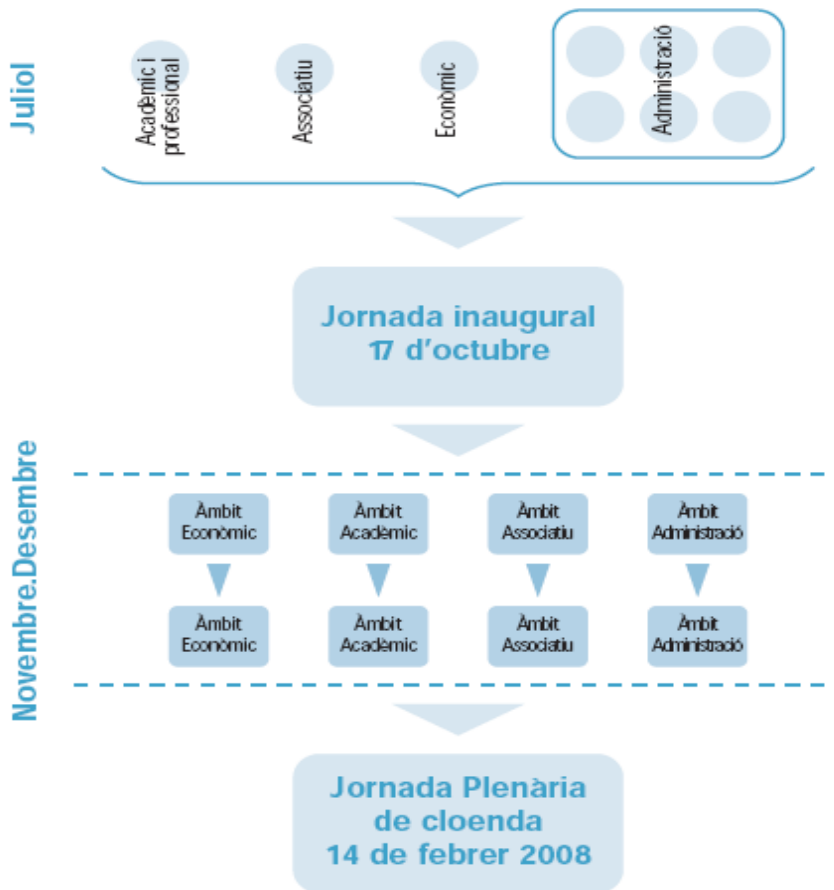 Juliol
Acadèmic i
professional
Associatiu
Econòmic
Administració
Jornada inaugural
17 d'octubre
Novembre.Desembre
Àmbit
Econòmic
Àmbit
Acadèmic
Àmbit
Associatiu
Àmbit
Administració
Àmbit
Econòmic
Àmbit
Acadèmic
Àmbit
Associatiu
Àmbit
Administració
Jornada Plenària
de cloenda
14 de febrer 2008